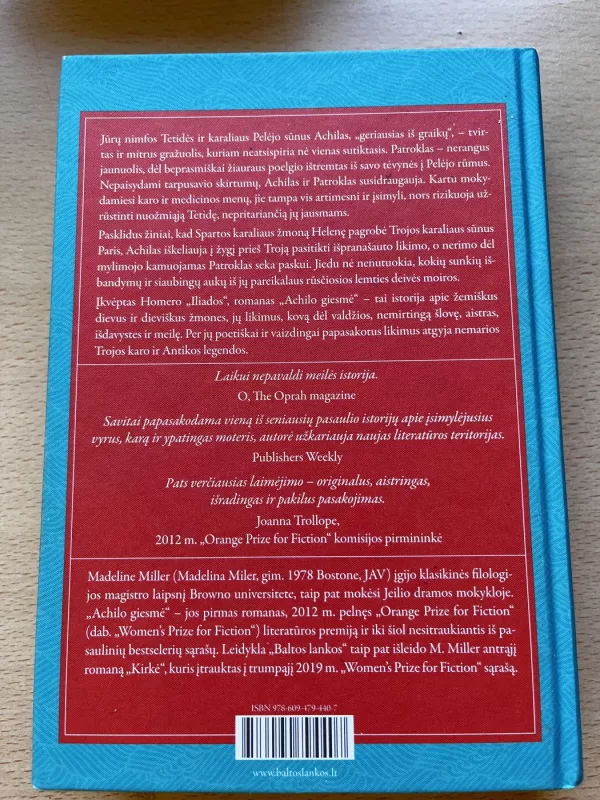 Jūrų nimfos Tetidės ir karaliaus Pelėjo sūnus Achilas, „geriausias iš graikų“, – tvir-
tas ir mitrus gražuolis, kuriam neatsispiria nė vienas sutiktasis. Patroklas – nerangus
jaunuolis, dėl beprasmiškai žiauraus poelgio ištremtas iš savo tėvynės į Pelėjo rūmus.
Nepaisydami tarpusavio skirtumų, Achilas ir Patroklas susidraugauja. Kartu moky-
damiesi karo ir medicinos menų, jie tampa vis artimesni ir įsimyli, nors rizikuoja už-
rūstinti nuožmiąją Tetidę, nepritariančią jų jausmams.
Pasklidus žiniai, kad Spartos karaliaus žmoną Helenę pagrobė Trojos karaliaus sūnus
Paris, Achilas iškeliauja į žygį prieš Troją pasitikti išpranašauto likimo, o nerimo dėl
mylimojo kamuojamas Patroklas seka paskui. Jiedu nė nenutuokia, kokių sunkių iš-
bandymų ir siaubingų aukų iš jų pareikalaus rūsčiosios lemties deivės moiros.
Įkvėptas Homero „Iliados“, romanas „Achilo giesmė“ – tai istorija apie žemiškus
dievus ir dieviškus žmones, jų likimus, kovą dėl valdžios, nemirtingą šlovę, aistras,
išdavystes ir meilę. Per jų poetiškai ir vaizdingai papasakotus likimus atgyja nemarios
Trojos karo ir Antikos legendos.
Laikui nepavaldi meilės istorija.
O, The Oprah magazine
Savitai papasakodama vieną iš seniausių pasaulio istorijų apie įsimylėjusius
vyrus, karą ir ypatingas moteris, autorė užkariauja naujas literatūros teritorijas.
Publishers Weekly
Pats verčiausias laimėjimo – originalus, aistringas,
išradingas ir pakilus pasakojimas.
Joanna Trollope,
2012 m. „Orange Prize for Fiction“ komisijos pirmininkė
Madeline Miller (Madelina Miler, gim. 1978 Bostone, JAV) įgijo klasikinės filologi-
jos magistro laipsnį Browno universitete, taip pat mokėsi Jeilio dramos mokykloje.
„Achilo giesmė“ – jos pirmas romanas, 2012 m. pelnęs „Orange Prize for Fiction“
(dab. „Women's Prize for Fiction“) literatūros premiją ir iki šiol nesitraukiantis iš pa-
saulinių bestselerių sąrašų. Leidykla „Baltos lankos“ taip pat išleido M. Miller antrąjį
romaną „Kirkė“, kuris įtrauktas į trumpąjį 2019 m. „Women's Prize for Fiction“ sąrašą.
ISBN 978-609-479-440-7
www.baltoslankos.lt